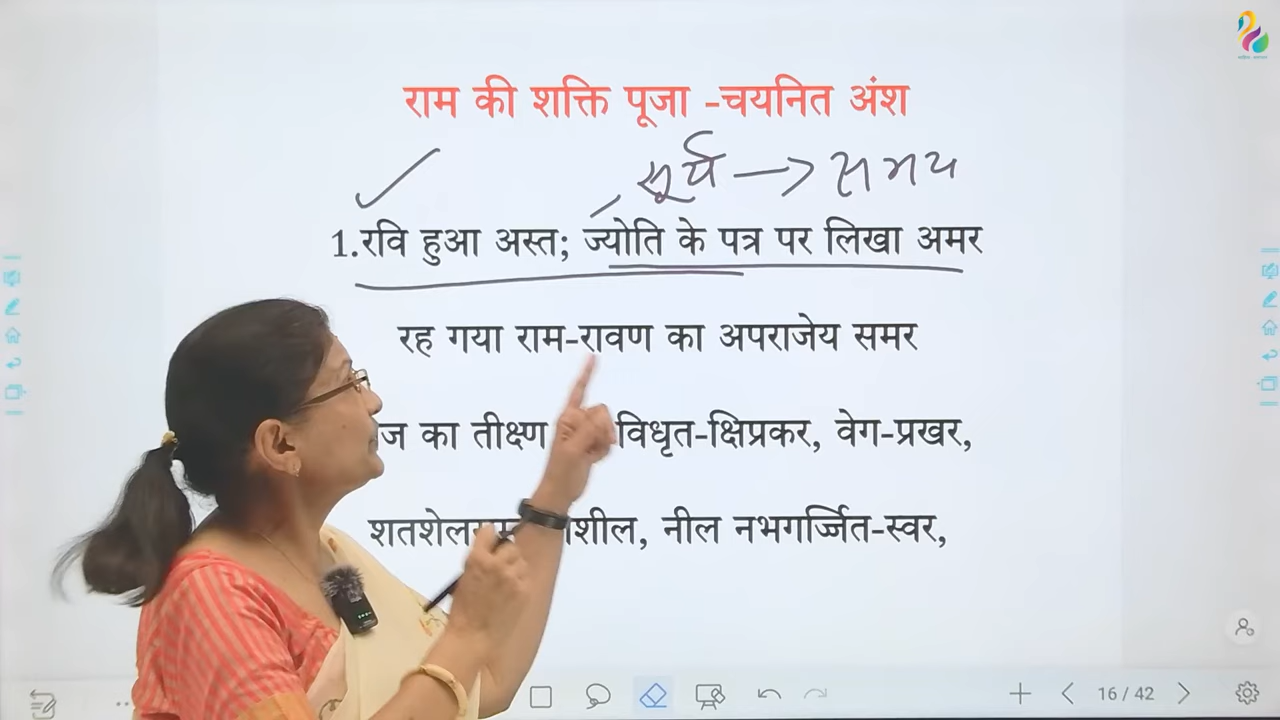 राम की शक्ति पूजा -चयनित अंश
सूर्य → समय
1.रवि हुआ अस्त; ज्योति के पत्र पर लिखा अमर
रह गया राम-रावण का अपराजेय समर
का तीक्ष्ण विधृत-क्षिप्रकर, वेग-प्रखर,
नील नभगर्ज्जित-स्वर,
16 / 42